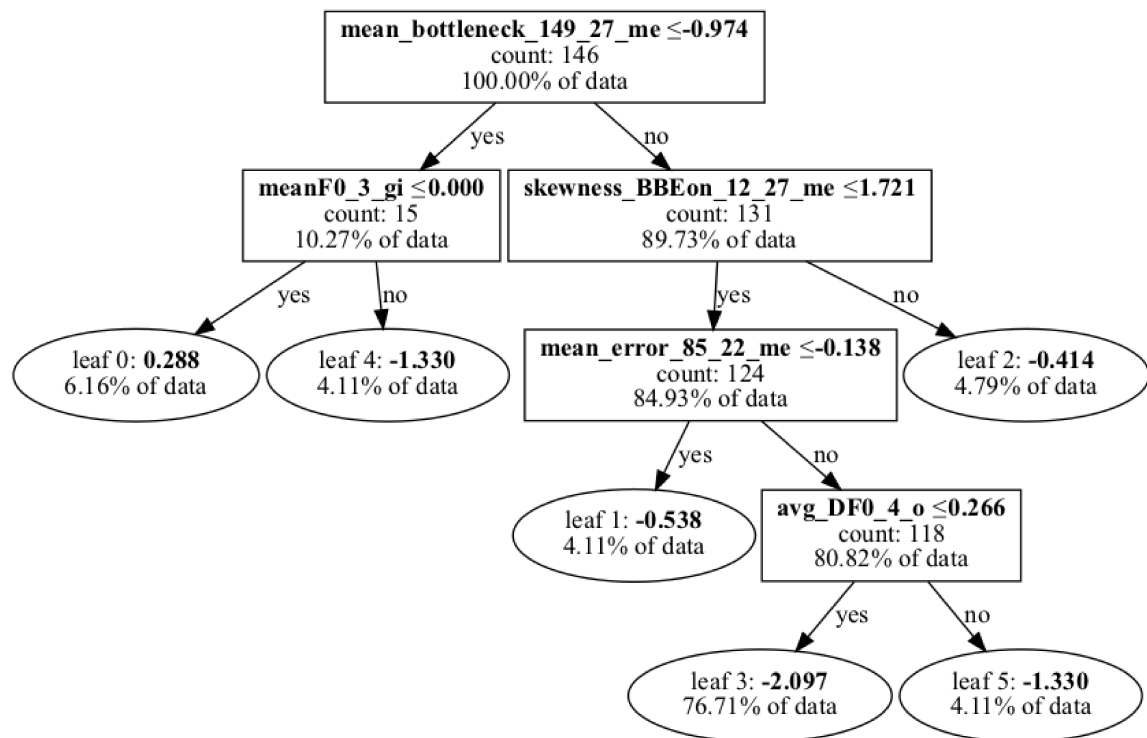 mean_bottleneck_149_27_me ≤-0.974
count: 146
100.00% of data
yes
no
meanF0_3_gi ≤0.000
count: 15
10.27% of data
skewness_BBEon_12_27_me ≤1.721
count: 131
89.73% of data
yes
no
yes
no
leaf 0: 0.288
6.16% of data
leaf 4: -1.330
4.11% of data
mean_error_85_22_me ≤-0.138
count: 124
84.93% of data
leaf 2: -0.414
4.79% of data
yes
no
leaf 1: -0.538
4.11% of data
avg_DF0_4_o ≤0.266
count: 118
80.82% of data
yes
no
leaf 3: -2.097
76.71% of data
leaf 5: -1.330
4.11% of data